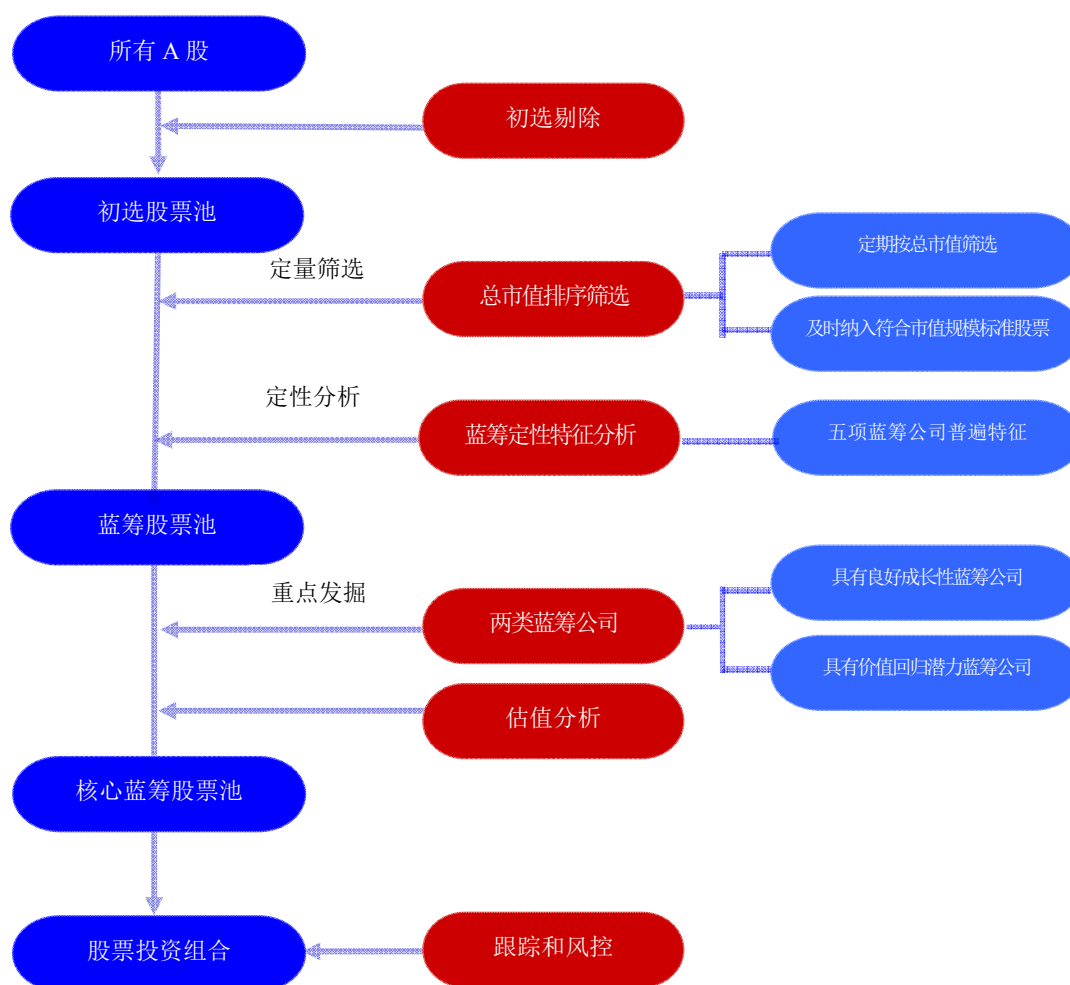 所有 A 股
初选剔除
初选股票池
定量筛选
总市值排序筛选
定期按总市值筛选
及时纳入符合市值规模标准股票
定性分析
蓝筹定性特征分析
五项蓝筹公司普遍特征
蓝筹股票池
重点发掘
两类蓝筹公司
具有良好成长性蓝筹公司
具有价值回归潜力蓝筹公司
估值分析
核心蓝筹股票池
股票投资组合
跟踪和风控